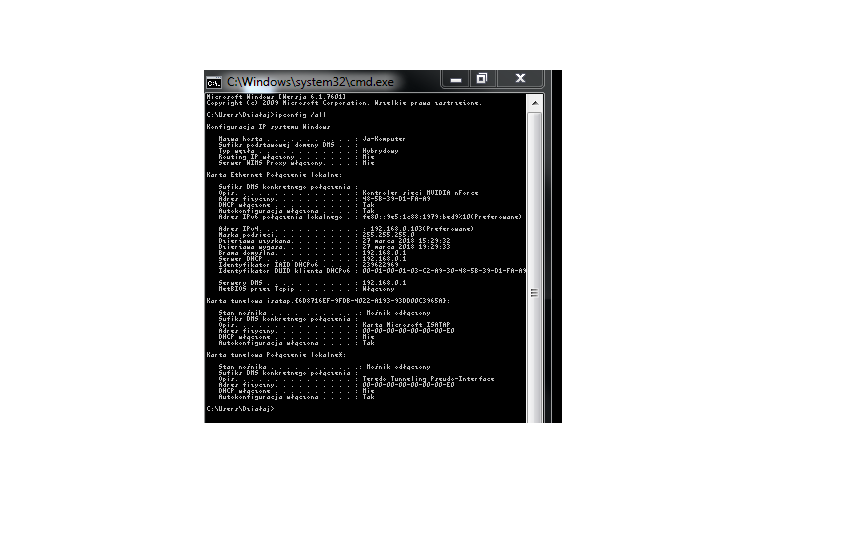 C:\Windows\system32\cmd.exe
Microsoft Windows [Wersja 6.1.7601]
Copyright (c) 2009 Microsoft Corporation. Wszelkie prawa zastrzeżone.
C:\Users\Działaj>ipconfig /all
Konfiguracja IP systemu Windows
Nazwa hosta . . . . . . . . . . . : Ja-Komputer
Sufiks podstawowej domeny DNS . . :
Typ węzła . . . . . . . . . . . . : Hybrydowy
Routing IP włączony . . . . . . . : Nie
Serwer WINS Proxy włączony. . . . : Nie
Karta Ethernet Połączenie lokalne:
Sufiks DNS konkretnego połączenia :
Opis. . . . . . . . . . . . . . . : Kontroler sieci NVIDIA nForce
Adres fizyczny. . . . . . . . . . : 48-5B-39-D1-FA-A9
DHCP włączone . . . . . . . . . . : Tak
Autokonfiguracja włączona . . . . : Tak
Adres IPv6 połączenia lokalnego . : fe80::9e5:1c88:1979:bed9%10(Preferowane)
Adres IPv4. . . . . . . . . . . . : 192.168.0.103(Preferowane)
Maska podsieci. . . . . . . . . . : 255.255.255.0
Dzierżawa uzyskana. . . . . . . . : 27 marca 2018 15:29:32
Dzierżawa wygasa. . . . . . . . . : 27 marca 2018 19:29:33
Brama domyślna. . . . . . . . . . : 192.168.0.1
Serwer DHCP . . . . . . . . . . . : 192.168.0.1
Identyfikator IAID DHCPv6 . . . . : 239622969
Identyfikator DUID klienta DHCPv6 : 00-01-00-01-03-C2-A9-30-48-5B-39-D1-FA-A9
Serwery DNS . . . . . . . . . . . : 192.168.0.1
NetBIOS przez Tcpip . . . . . . . : Włączony
Karta tunelowa isatap.{6D8716EF-9FDB-4022-A193-93DD00C3965A}:
Stan nośnika . . . . . . . . . . .: Nośnik odłączony
Sufiks DNS konkretnego połączenia :
Opis. . . . . . . . . . . . . . . : Karta Microsoft ISATAP
Adres fizyczny. . . . . . . . . . : 00-00-00-00-00-00-00-E0
DHCP włączone . . . . . . . . . . : Nie
Autokonfiguracja włączona . . . . : Tak
Karta tunelowa Połączenie lokalne*:
Stan nośnika . . . . . . . . . . .: Nośnik odłączony
Sufiks DNS konkretnego połączenia :
Opis. . . . . . . . . . . . . . . : Teredo Tunneling Pseudo-Interface
Adres fizyczny. . . . . . . . . . : 00-00-00-00-00-00-00-E0
DHCP włączone . . . . . . . . . . : Nie
Autokonfiguracja włączona . . . . : Tak
C:\Users\Działaj>